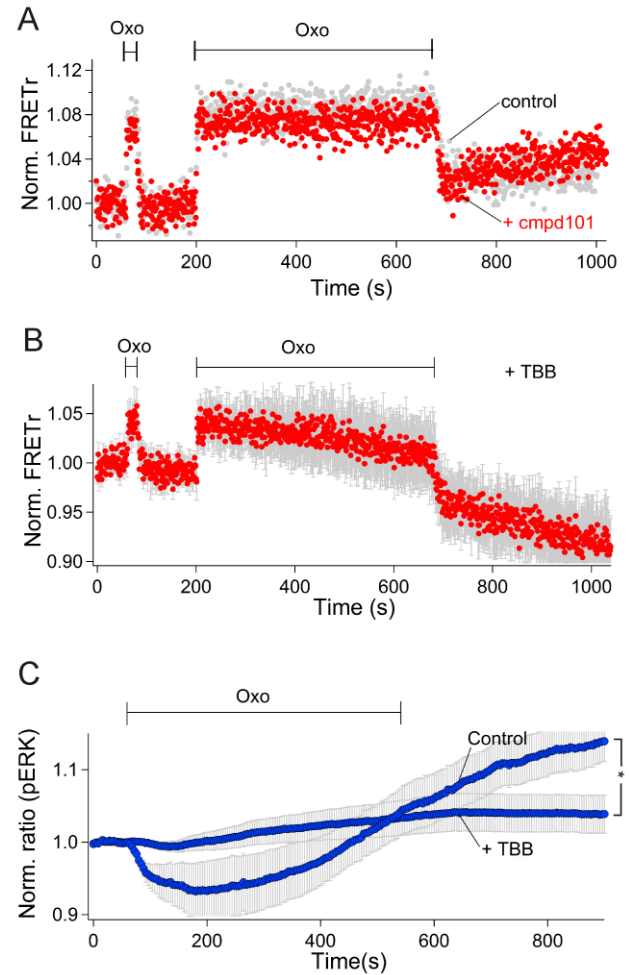 A
Oxo
Oxo
1.12
1.08
1.04
1.00
Norm. FRETr
control
+ cmpd101
0 200 400 600 800 1000
Time (s)
B
Oxo
Oxo
+ TBB
1.05
1.00
0.95
0.90
Norm. FRETr
0 200 400 600 800 1000
Time (s)
C
Oxo
1.1
1.0
0.9
Norm. ratio (pERK)
Control
+ TBB
*
0 200 400 600 800
Time(s)